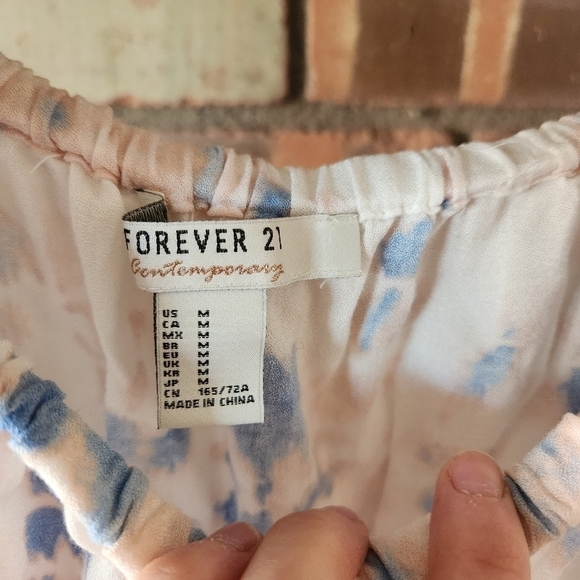 FOREVER 21
Contemporary
US M
CA M
MX M
BR M
EU M
UK M
KR M
JP M
CN 165/72A
MADE IN CHINA